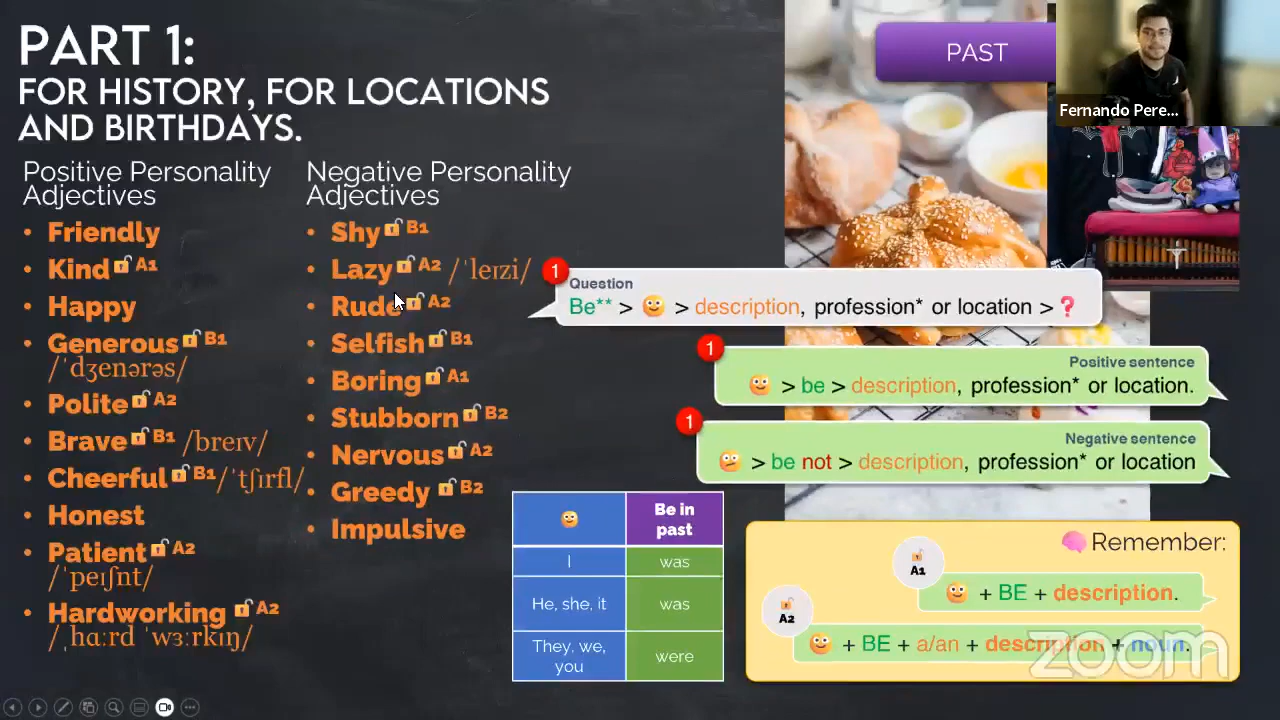 PART 1:
FOR HISTORY, FOR LOCATIONS
AND BIRTHDAYS.
Positive Personality
Adjectives
• Friendly
• Kind A1
• Happy
• Generous B1
/ˈdʒenərəs/
• Polite A2
• Brave B1 /breɪv/
• Cheerful B1 /ˈtʃɪrfl/
• Honest
• Patient A2
/ˈpeɪʃnt/
• Hardworking A2
/ˌhɑːrd ˈwɜːrkɪŋ/
Negative Personality
Adjectives
• Shy B1
• Lazy A2 /ˈleɪzi/
• Rude A2
• Selfish B1
• Boring A1
• Stubborn B2
• Nervous A2
• Greedy B2
• Impulsive
PAST
Fernando Pere...
1
Question
Be** > 🙂 > description, profession* or location > ❓
1
Positive sentence
🙂 > be > description, profession* or location.
1
Negative sentence
🫤 > be not > description, profession* or location
🙂 Be in
past
I was
He, she, it was
They, we,
you were
🧠 Remember:
A1
🙂 + BE + description.
A2
🙂 + BE + a/an + description + noun.
zoom